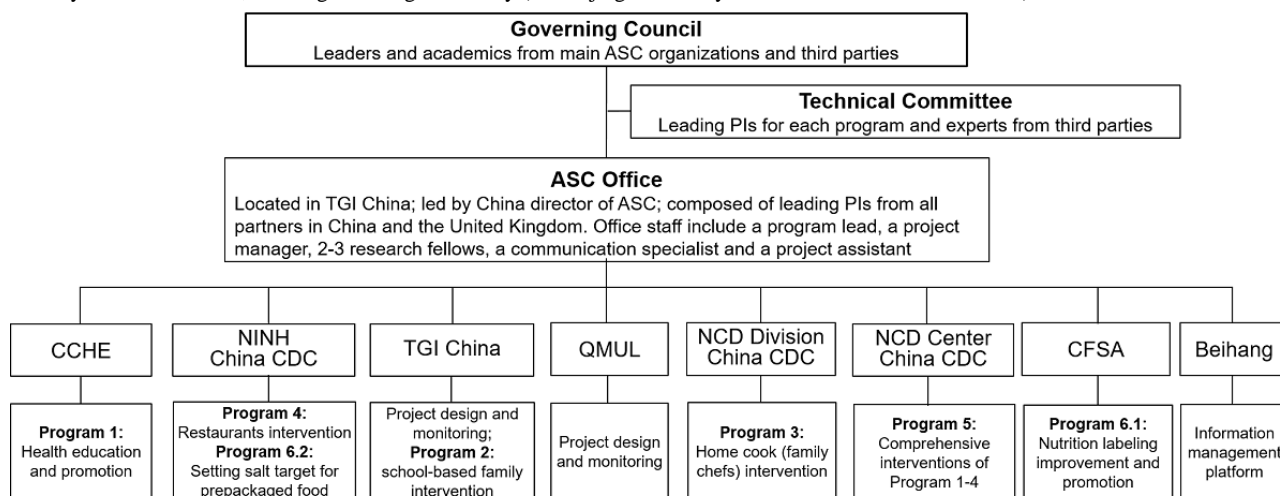 Governing Council
Leaders and academics from main ASC organizations and third parties
Technical Committee
Leading PIs for each program and experts from third parties
ASC Office
Located in TGI China; led by China director of ASC; composed of leading PIs from all
partners in China and the United Kingdom. Office staff include a program lead, a project
manager, 2-3 research fellows, a communication specialist and a project assistant
CCHE
NINH
China CDC
TGI China
QMUL
NCD Division
China CDC
NCD Center
China CDC
CFSA
Beihang
Program 1:
Health education
and promotion
Program 4:
Restaurants intervention
Program 6.2:
Setting salt target for
prepackaged food
Project design and
monitoring;
Program 2:
school-based family
intervention
Project design
and monitoring
Program 3:
Home cook (family
chefs) intervention
Program 5:
Comprehensive
interventions of
Program 1-4
Program 6.1:
Nutrition labeling
improvement and
promotion
Information
management
platform